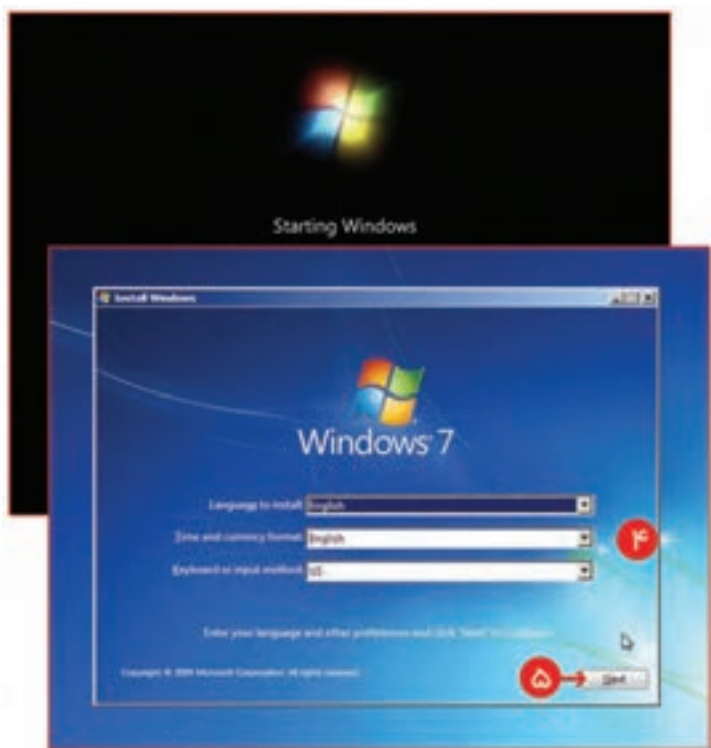 Starting Windows
Install Windows
Windows 7
Language to install: English
Time and currency format: English
۴
Keyboard or input method: US
Enter your language and other preferences and click "Next" to continue.
Copyright © 2009 Microsoft Corporation. All rights reserved.
۵
Next